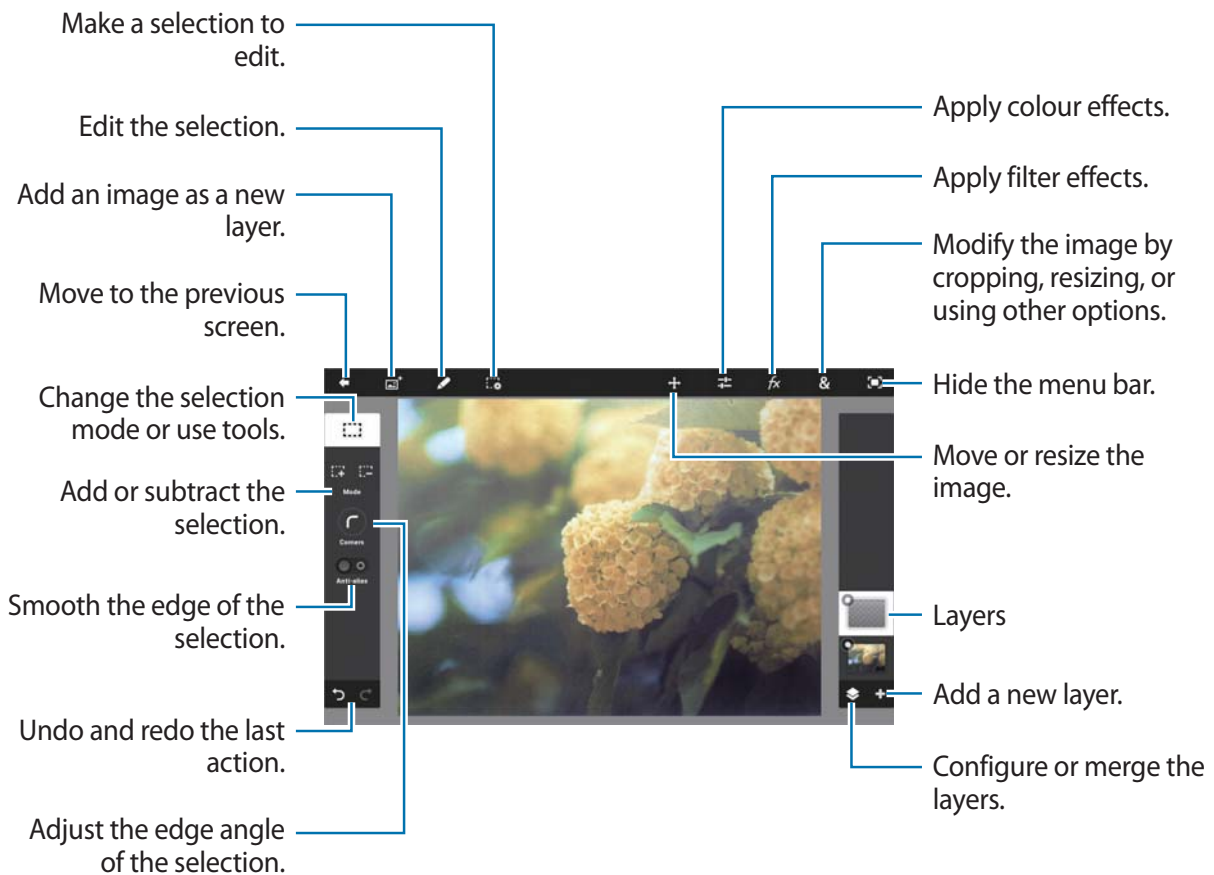 Make a selection to
edit.
Edit the selection.
Add an image as a new
layer.
Move to the previous
screen.
Change the selection
mode or use tools.
Add or subtract the
selection.
Smooth the edge of the
selection.
Undo and redo the last
action.
Adjust the edge angle
of the selection.
fx
&
Mode
Corners
Anti-alias
Apply colour effects.
Apply filter effects.
Modify the image by
cropping, resizing, or
using other options.
Hide the menu bar.
Move or resize the
image.
Layers
Add a new layer.
Configure or merge the
layers.